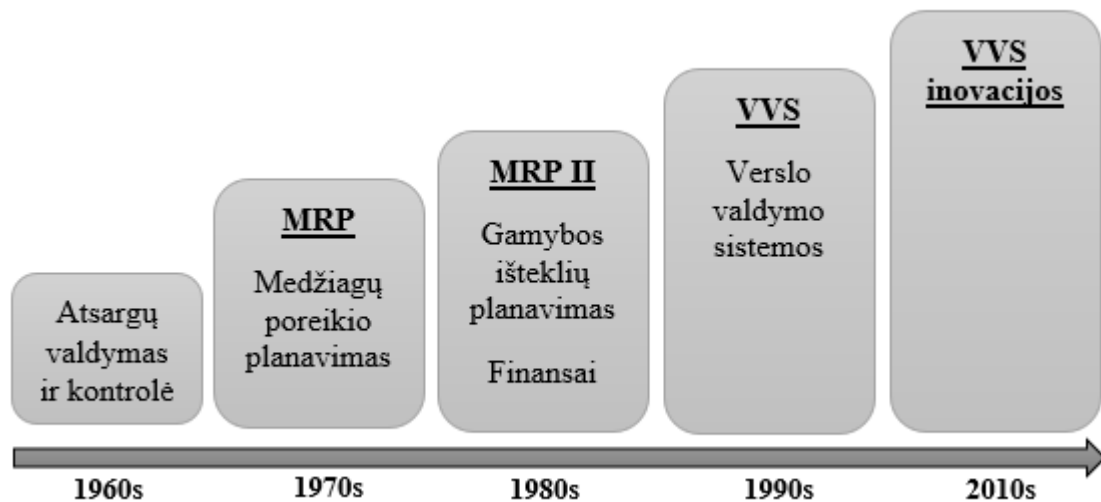 Atsargų
valdymas
ir kontrolė
MRP
Medžiagų
poreikio
planavimas
MRP II
Gamybos
išteklių
planavimas
Finansai
VVS
Verslo
valdymo
sistemos
VVS
inovacijos
1960s
1970s
1980s
1990s
2010s